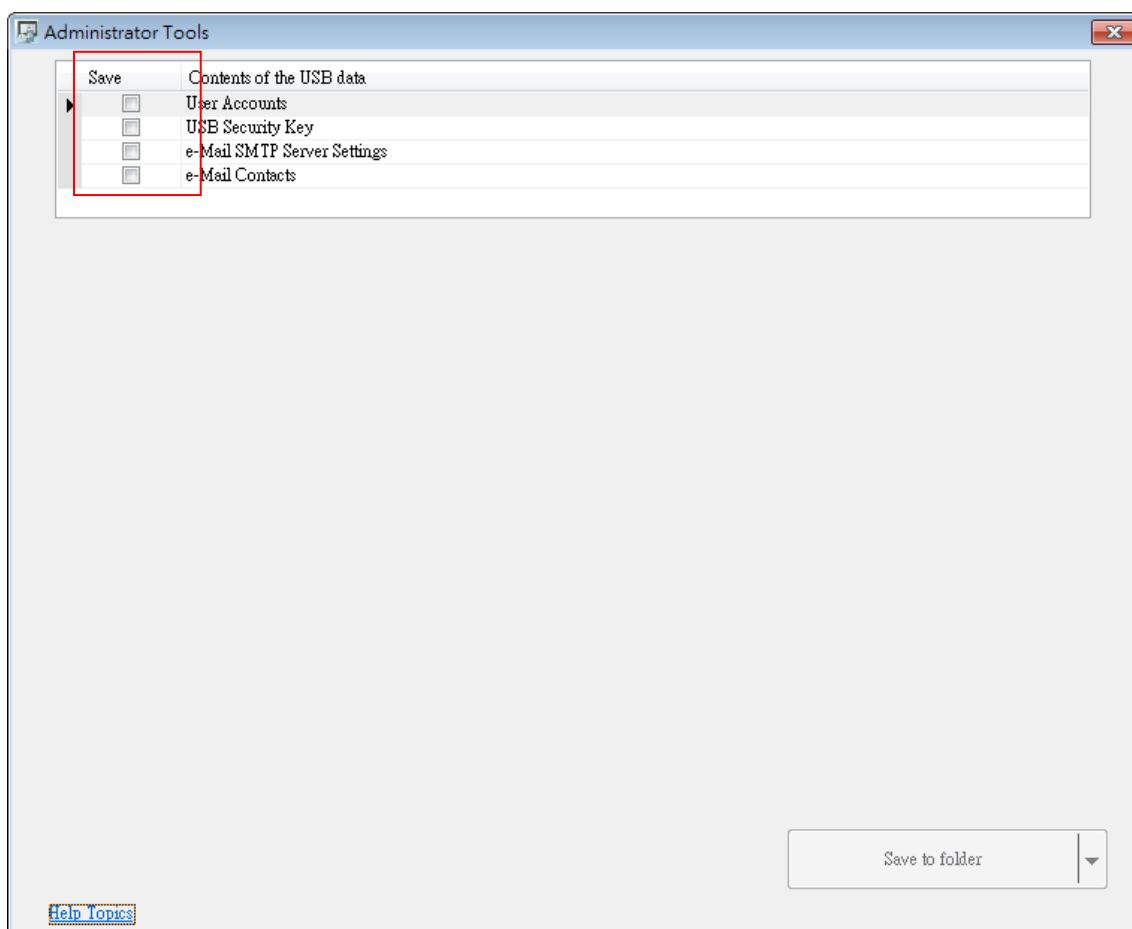 Administrator Tools
Save Contents of the USB data
User Accounts
USB Security Key
e-Mail SMTP Server Settings
e-Mail Contacts
Save to folder
Help Topics